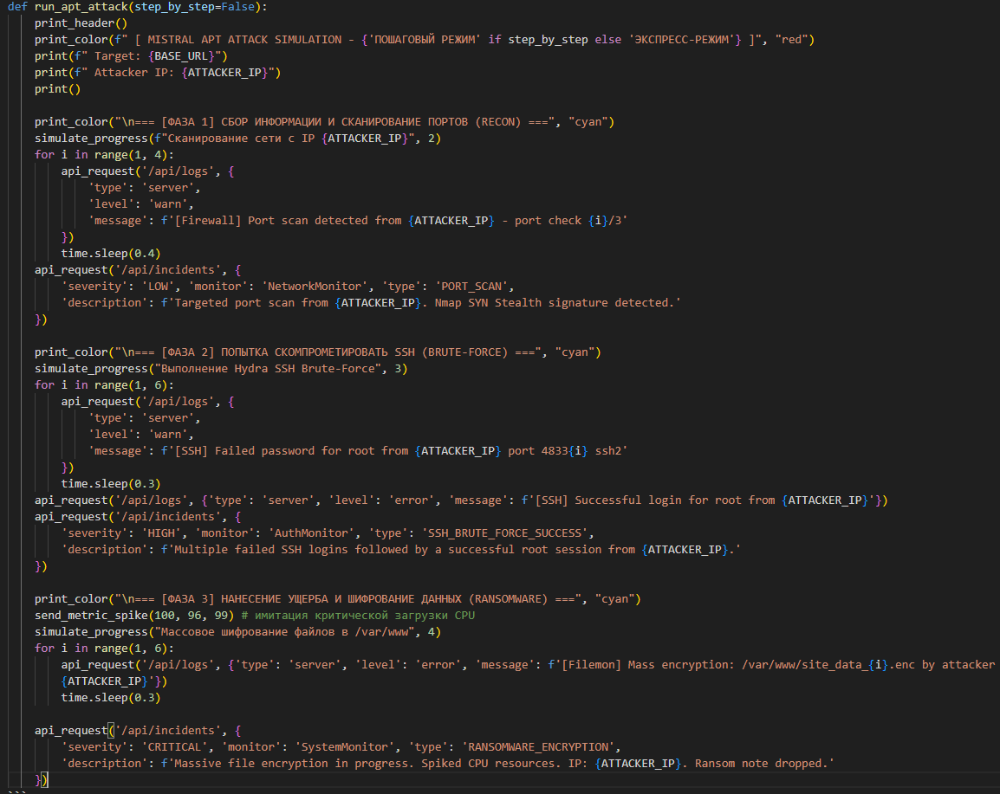 def run_apt_attack(step_by_step=False):
print_header()
print_color(f" [ MISTRAL APT ATTACK SIMULATION - {'ПОШАГОВЫЙ РЕЖИМ' if step_by_step else 'ЭКСПРЕСС-РЕЖИМ'} ]", "red")
print(f" Target: {BASE_URL}")
print(f" Attacker IP: {ATTACKER_IP}")
print()
print_color("\n=== [ФАЗА 1] СБОР ИНФОРМАЦИИ И СКАНИРОВАНИЕ ПОРТОВ (RECON) ===", "cyan")
simulate_progress(f"Сканирование сети с IP {ATTACKER_IP}", 2)
for i in range(1, 4):
api_request('/api/logs', {
'type': 'server',
'level': 'warn',
'message': f'[Firewall] Port scan detected from {ATTACKER_IP} - port check {i}/3'
})
time.sleep(0.4)
api_request('/api/incidents', {
'severity': 'LOW', 'monitor': 'NetworkMonitor', 'type': 'PORT_SCAN',
'description': f'Targeted port scan from {ATTACKER_IP}. Nmap SYN Stealth signature detected.'
})
print_color("\n=== [ФАЗА 2] ПОПЫТКА СКОМПРОМЕТИРОВАТЬ SSH (BRUTE-FORCE) ===", "cyan")
simulate_progress("Выполнение Hydra SSH Brute-Force", 3)
for i in range(1, 6):
api_request('/api/logs', {
'type': 'server',
'level': 'warn',
'message': f'[SSH] Failed password for root from {ATTACKER_IP} port 4833{i} ssh2'
})
time.sleep(0.3)
api_request('/api/logs', {'type': 'server', 'level': 'error', 'message': f'[SSH] Successful login for root from {ATTACKER_IP}'})
api_request('/api/incidents', {
'severity': 'HIGH', 'monitor': 'AuthMonitor', 'type': 'SSH_BRUTE_FORCE_SUCCESS',
'description': f'Multiple failed SSH logins followed by a successful root session from {ATTACKER_IP}.'
})
print_color("\n=== [ФАЗА 3] НАНЕСЕНИЕ УЩЕРБА И ШИФРОВАНИЕ ДАННЫХ (RANSOMWARE) ===", "cyan")
send_metric_spike(100, 96, 99) # имитация критической загрузки CPU
simulate_progress("Массовое шифрование файлов в /var/www", 4)
for i in range(1, 6):
api_request('/api/logs', {'type': 'server', 'level': 'error', 'message': f'[Filemon] Mass encryption: /var/www/site_data_{i}.enc by attacker
{ATTACKER_IP}'})
time.sleep(0.3)
api_request('/api/incidents', {
'severity': 'CRITICAL', 'monitor': 'SystemMonitor', 'type': 'RANSOMWARE_ENCRYPTION',
'description': f'Massive file encryption in progress. Spiked CPU resources. IP: {ATTACKER_IP}. Ransom note dropped.'
})